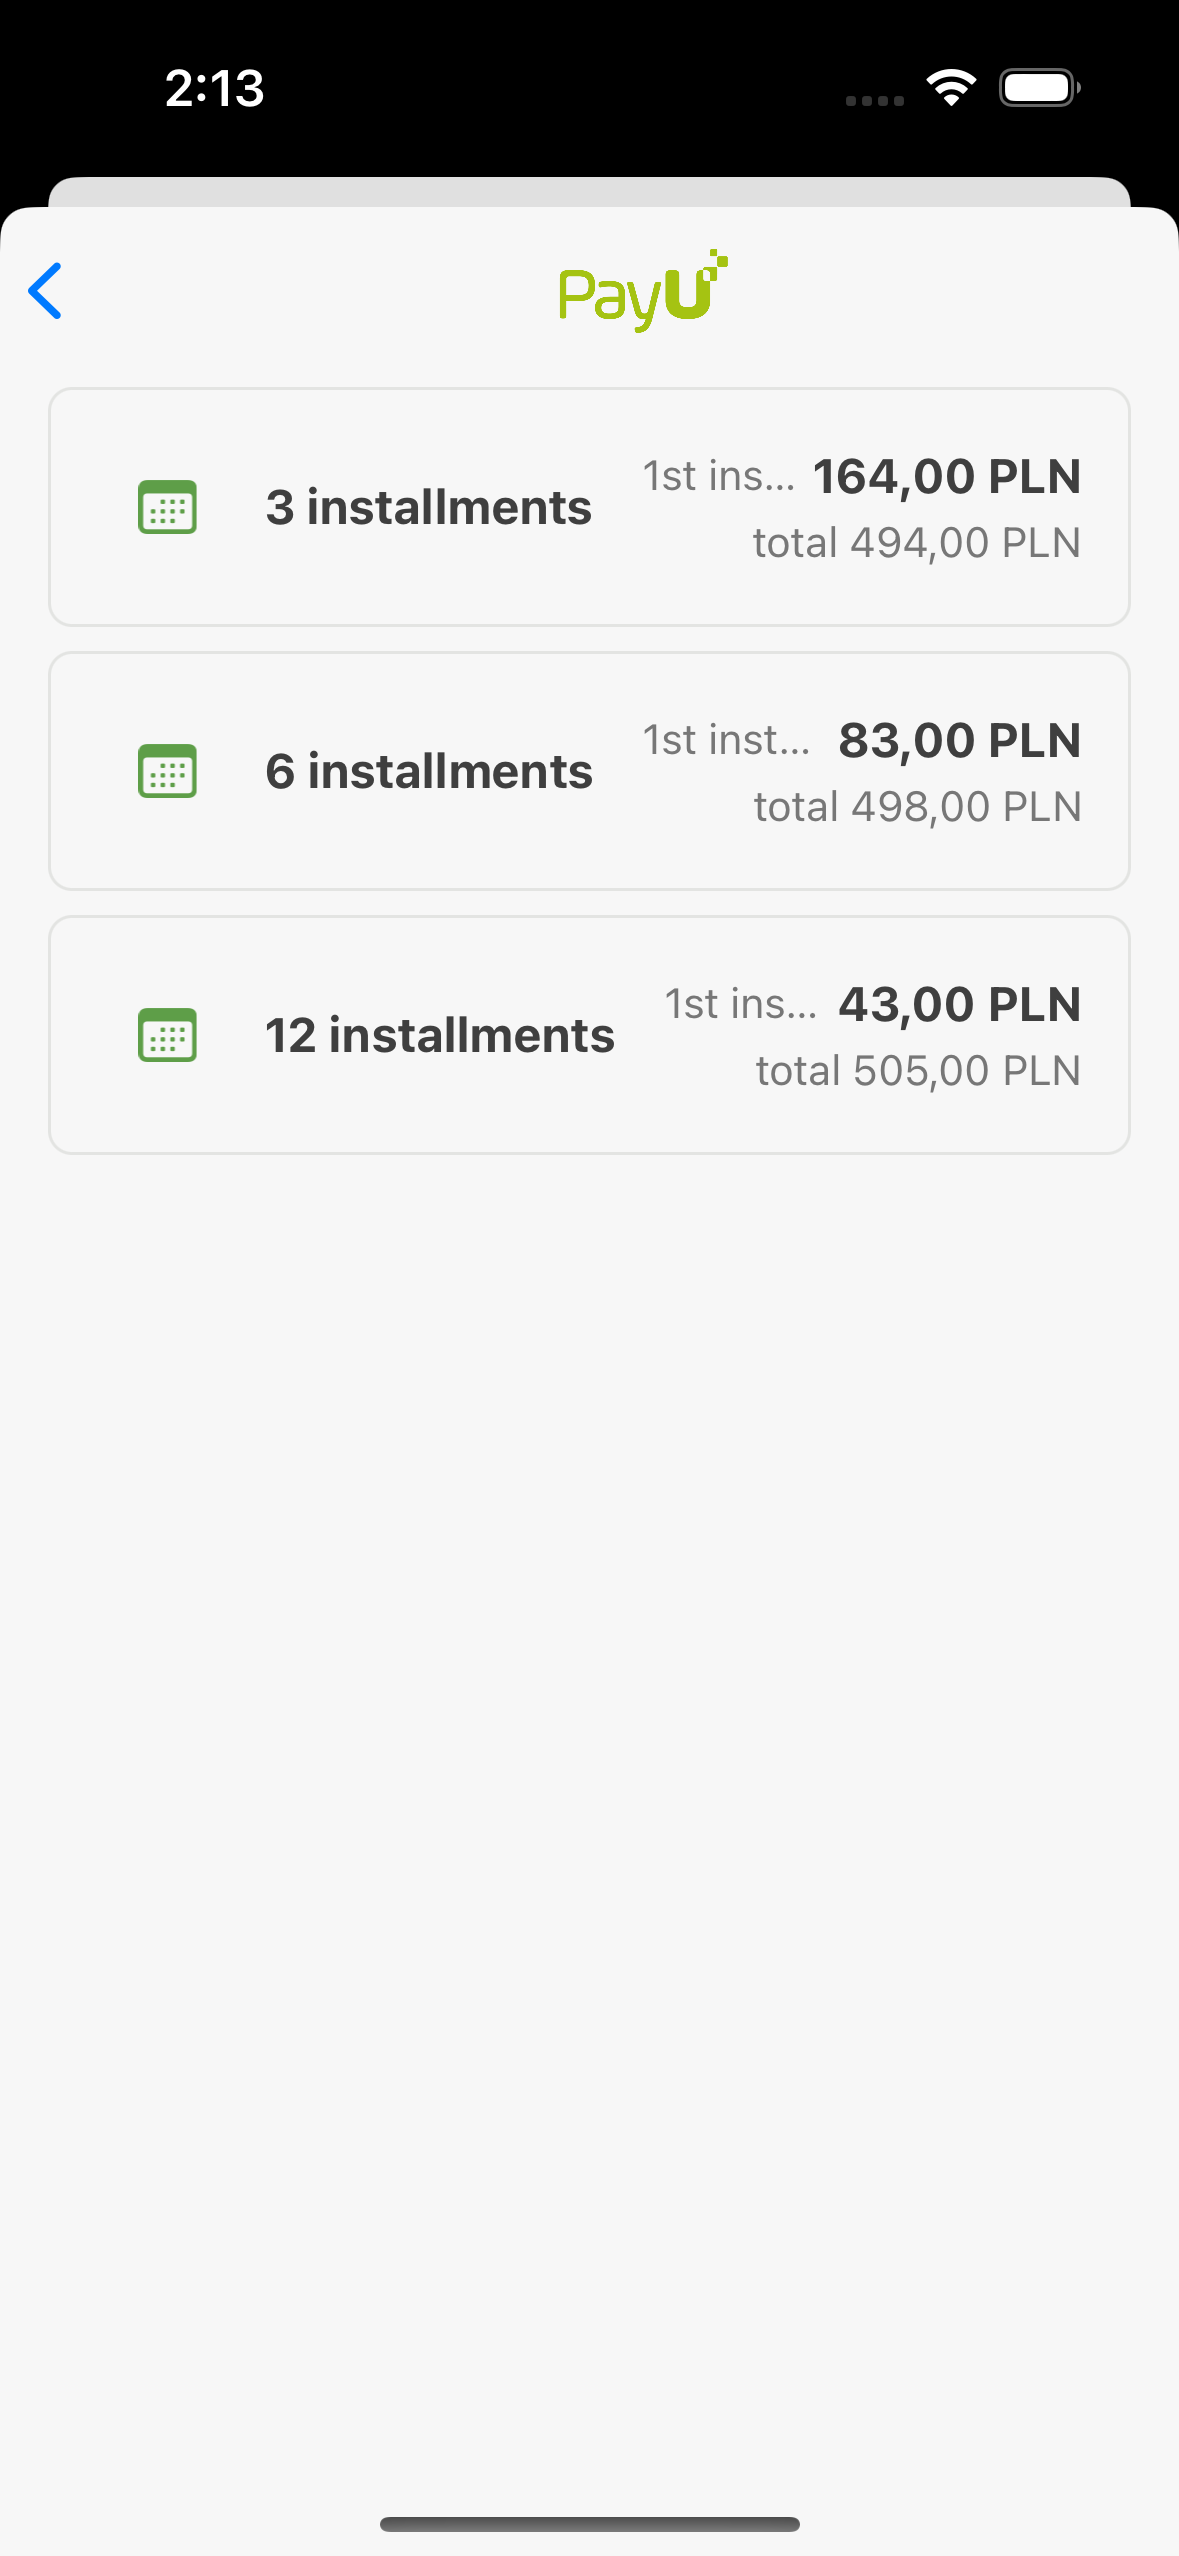 2:13
PayU
3 installments
1st ins... 164,00 PLN
total 494,00 PLN
6 installments
1st inst... 83,00 PLN
total 498,00 PLN
12 installments
1st ins... 43,00 PLN
total 505,00 PLN